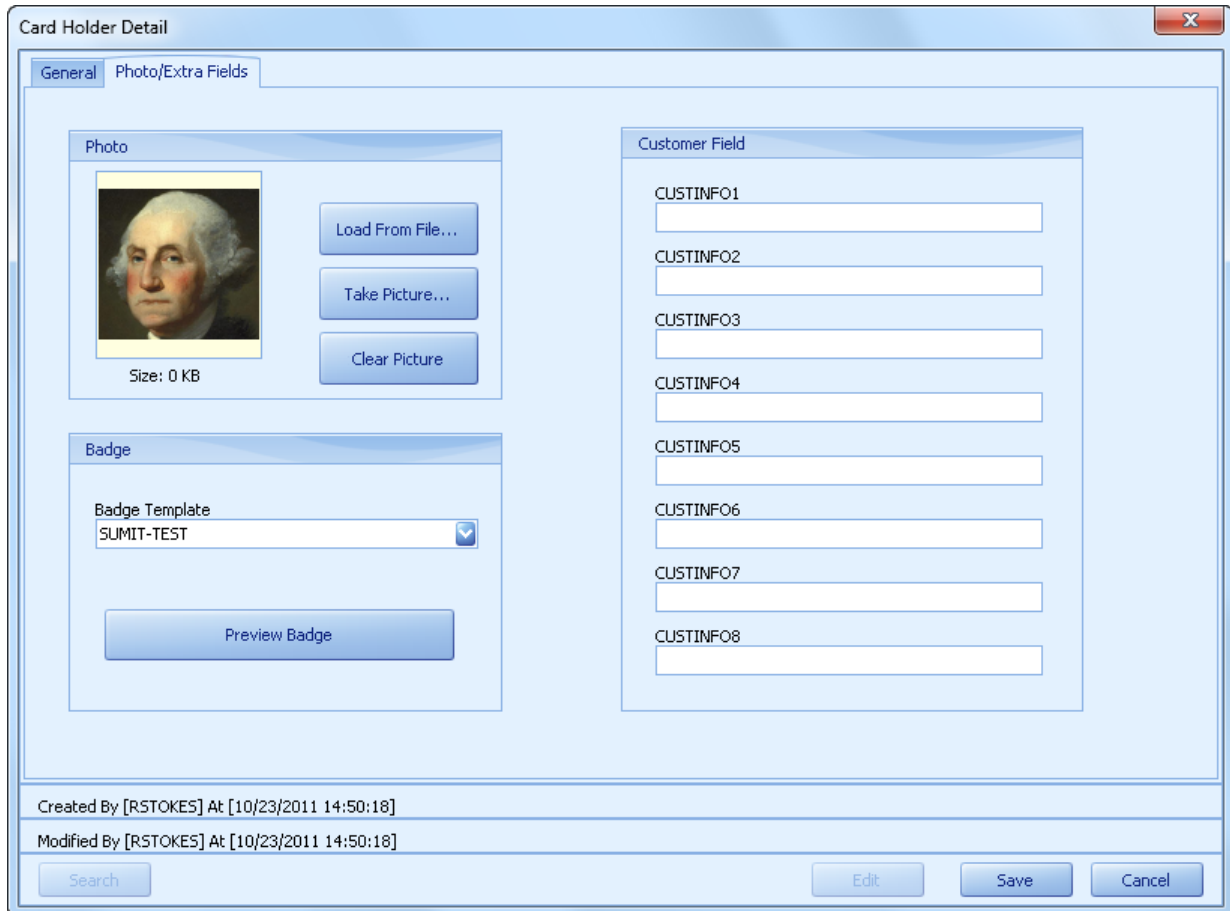 Card Holder Detail
General
Photo/Extra Fields
Photo
Load From File...
Take Picture...
Clear Picture
Size: 0 KB
Badge
Badge Template
SUMIT-TEST
Preview Badge
Customer Field
CUSTINFO1
CUSTINFO2
CUSTINFO3
CUSTINFO4
CUSTINFO5
CUSTINFO6
CUSTINFO7
CUSTINFO8
Created By [RSTOKES] At [10/23/2011 14:50:18]
Modified By [RSTOKES] At [10/23/2011 14:50:18]
Search
Edit
Save
Cancel